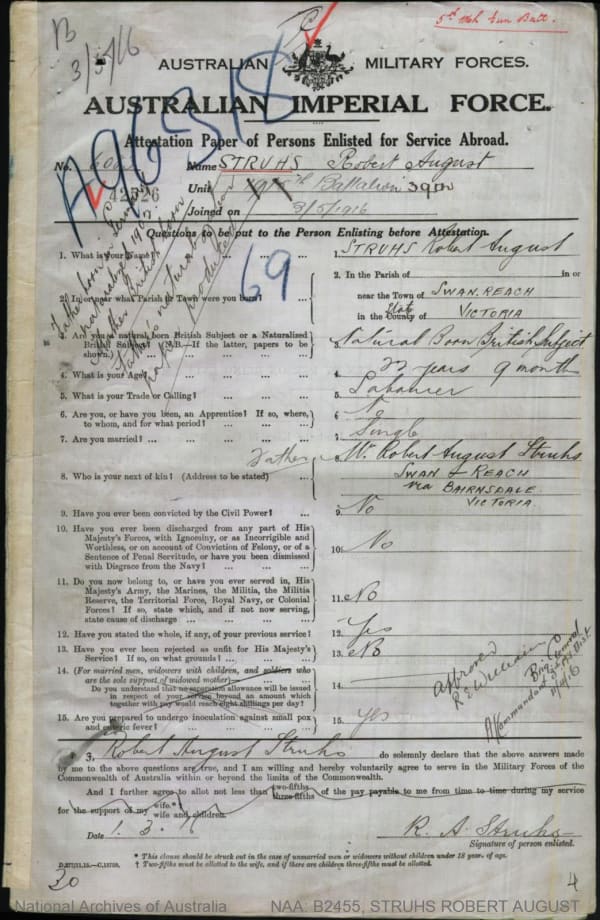 B
3/5/16
5th Mch Gun Batt.
AUSTRALIAN MILITARY FORCES.
AUSTRALIAN IMPERIAL FORCE.
Attestation Paper of Persons Enlisted for Service Abroad.
No. Name STRUHS Robert August
42326 Unit Battalion 39th
Joined on 3/5/1916
69
Questions to be put to the Person Enlisting before Attestation.
1. What is your Name? ... 1. STRUHS Robert August
2. In or near what Parish or Town were you born? ... 2. In the Parish of in or
near the Town of SWAN REACH
in the County of State VICTORIA
3. Are you a natural born British Subject or a Naturalized British Subject? N.B.—If the latter, papers to be shown. 3. Natural Born British Subject
4. What is your Age? ... 4. 22 years 9 month
5. What is your Trade or Calling? ... 5. Labourer
6. Are you, or have you been, an Apprentice? If so, where, to whom, and for what period? ... 6. No
7. Are you married? ... 7. Single
8. Who is your next of kin? (Address to be stated) ... Father 8. Mr. Robert August Struhs
SWAN REACH
via BAIRNSDALE
VICTORIA.
9. Have you ever been convicted by the Civil Power? ... 9. No
10. Have you ever been discharged from any part of His
Majesty's Forces, with Ignominy, or as Incorrigible and
Worthless, or on account of Conviction of Felony, or of a
Sentence of Penal Servitude, or have you been dismissed
with Disgrace from the Navy? ... 10. No
11. Do you now belong to, or have you ever served in, His
Majesty's Army, the Marines, the Militia, the Militia
Reserve, the Territorial Force, Royal Navy, or Colonial
Forces? If so, state which, and if not now serving,
state cause of discharge ... 11. No
12. Have you stated the whole, if any, of your previous service? 12. Yes
13. Have you ever been rejected as unfit for His Majesty's
Service? If so, on what grounds? ... 13. No
14. (For married men, widowers with children, and soldiers who
are the sole support of widowed mother)—
Do you understand that no separation allowance will be issued
in respect of your service beyond an amount which
together with pay would reach eight shillings per day? 14.
15. Are you prepared to undergo inoculation against small pox
and enteric fever? 15. Yes
Approved
I, Robert August Struhs do solemnly declare that the above answers made
by me to the above questions are true, and I am willing and hereby voluntarily agree to serve in the Military Forces of the
Commonwealth of Australia within or beyond the limits of the Commonwealth.
And I further agree to allot not less than two-fifths three-fifths of the pay payable to me from time to time during my service
for the support of my wife.*† wife and children.
Date 1.3.16 R. A. Struhs
Signature of person enlisted.
* This clause should be struck out in the case of unmarried men or widowers without children under 18 year. of age.
† Two-fifths must be allotted to the wife, and if there are children three-fifths must be allotted.
20
4
National Archives of Australia NAA: B2455, STRUHS ROBERT AUGUST